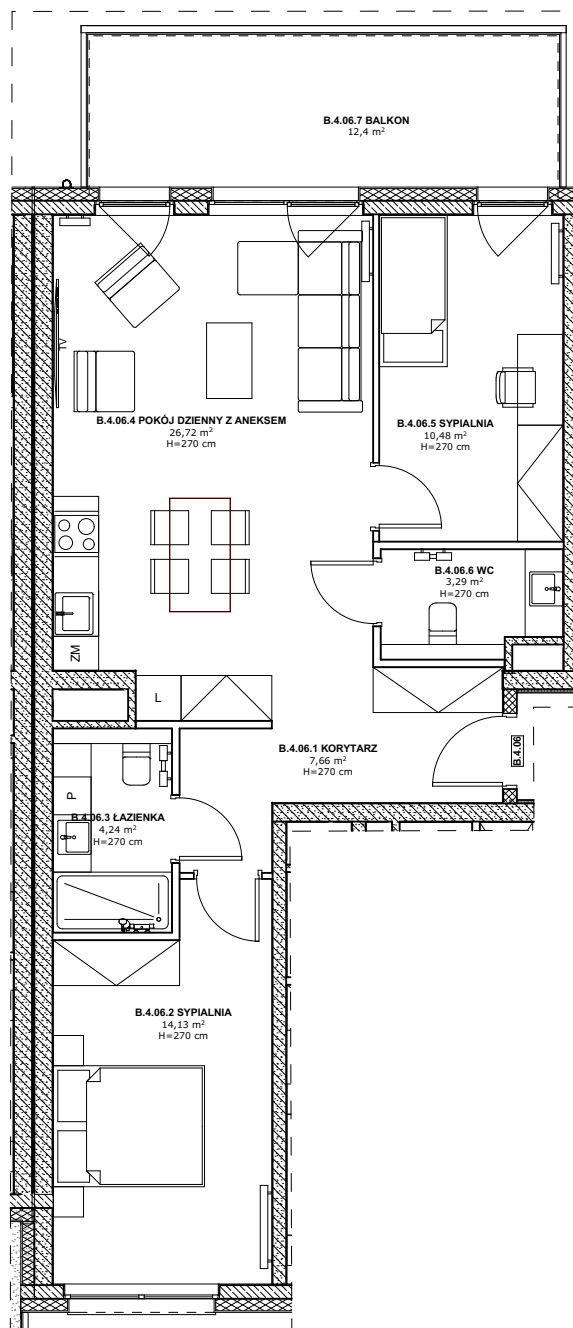 B.4.06.7 BALKON
12,4 m²
TV
B.4.06.4 POKÓJ DZIENNY Z ANEKSEM
26,72 m²
H=270 cm
B.4.06.5 SYPIALNIA
10,48 m²
H=270 cm
B.4.06.6 WC
3,29 m²
H=270 cm
ZM
L
B.4.06.1 KORYTARZ
7,66 m²
H=270 cm
B.4.06
P
B.4.06.3 ŁAZIENKA
4,24 m²
H=270 cm
B.4.06.2 SYPIALNIA
14,13 m²
H=270 cm